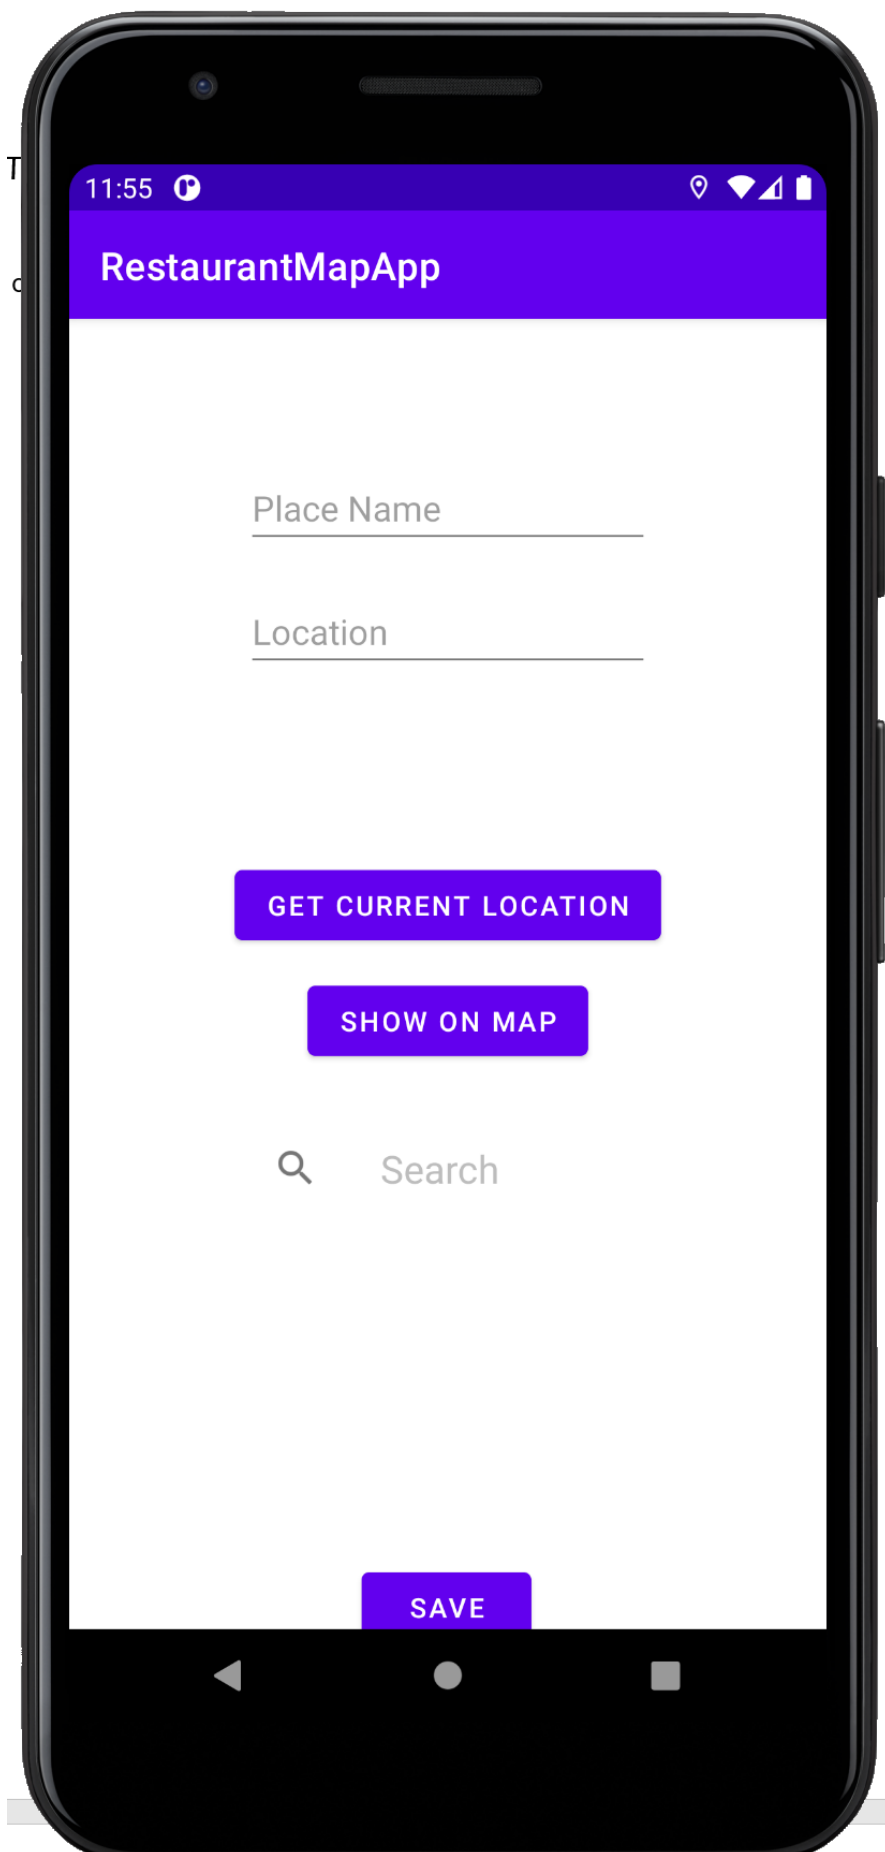 T
11:55
RestaurantMapApp
Place Name
Location
GET CURRENT LOCATION
SHOW ON MAP
Search
SAVE